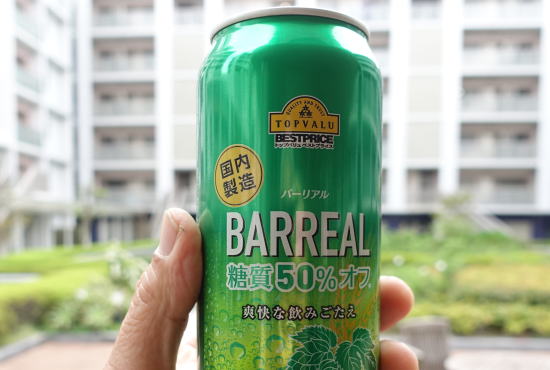 QUALITY AND TRUST
TOPVALU
BESTPRICE
トップバリュ ベストプライス
国内
製造
バーリアル
BARREAL
糖質50%オフ
爽快な飲みごたえ